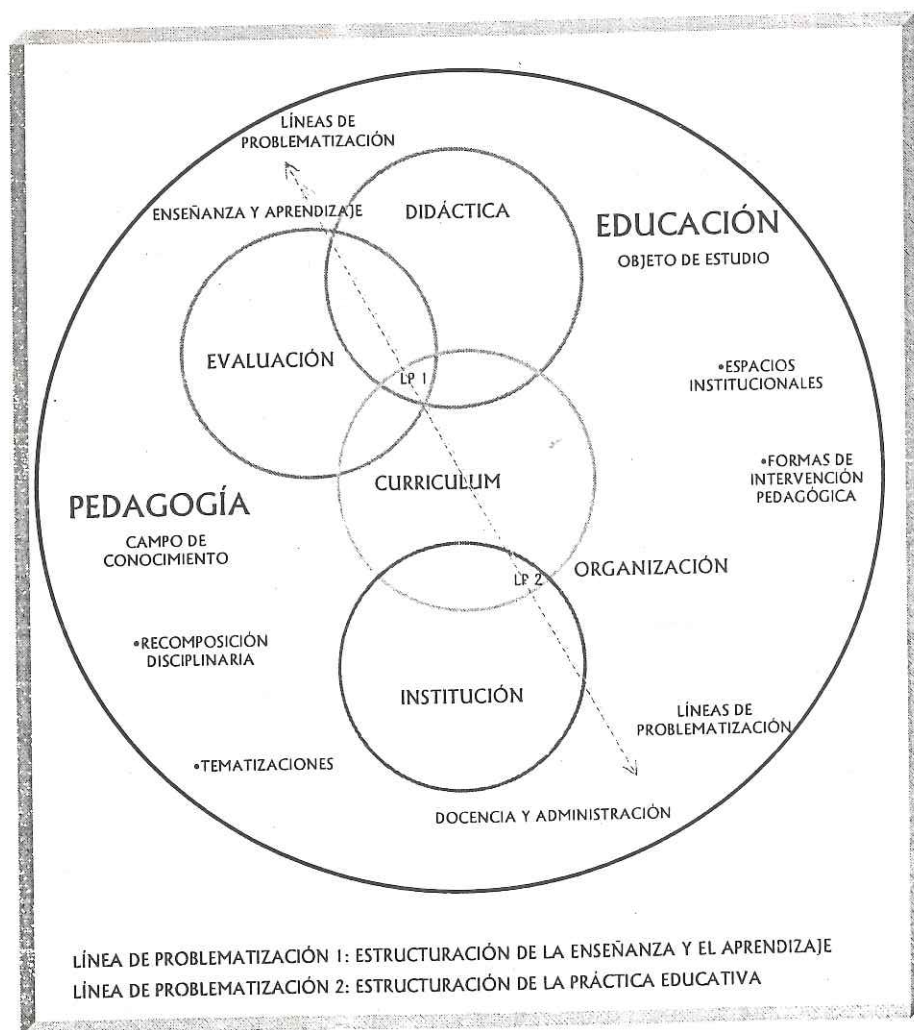 LÍNEAS DE
PROBLEMATIZACIÓN
ENSEÑANZA Y APRENDIZAJE
DIDÁCTICA
EDUCACIÓN
OBJETO DE ESTUDIO
EVALUACIÓN
LP 1
•ESPACIOS
INSTITUCIONALES
CURRICULUM
•FORMAS DE
INTERVENCIÓN
PEDAGÓGICA
PEDAGOGÍA
CAMPO DE
CONOCIMIENTO
LP 2
ORGANIZACIÓN
•RECOMPOSICIÓN
DISCIPLINARIA
INSTITUCIÓN
LÍNEAS DE
PROBLEMATIZACIÓN
•TEMATIZACIONES
DOCENCIA Y ADMINISTRACIÓN
LÍNEA DE PROBLEMATIZACIÓN 1: ESTRUCTURACIÓN DE LA ENSEÑANZA Y EL APRENDIZAJE
LÍNEA DE PROBLEMATIZACIÓN 2: ESTRUCTURACIÓN DE LA PRÁCTICA EDUCATIVA